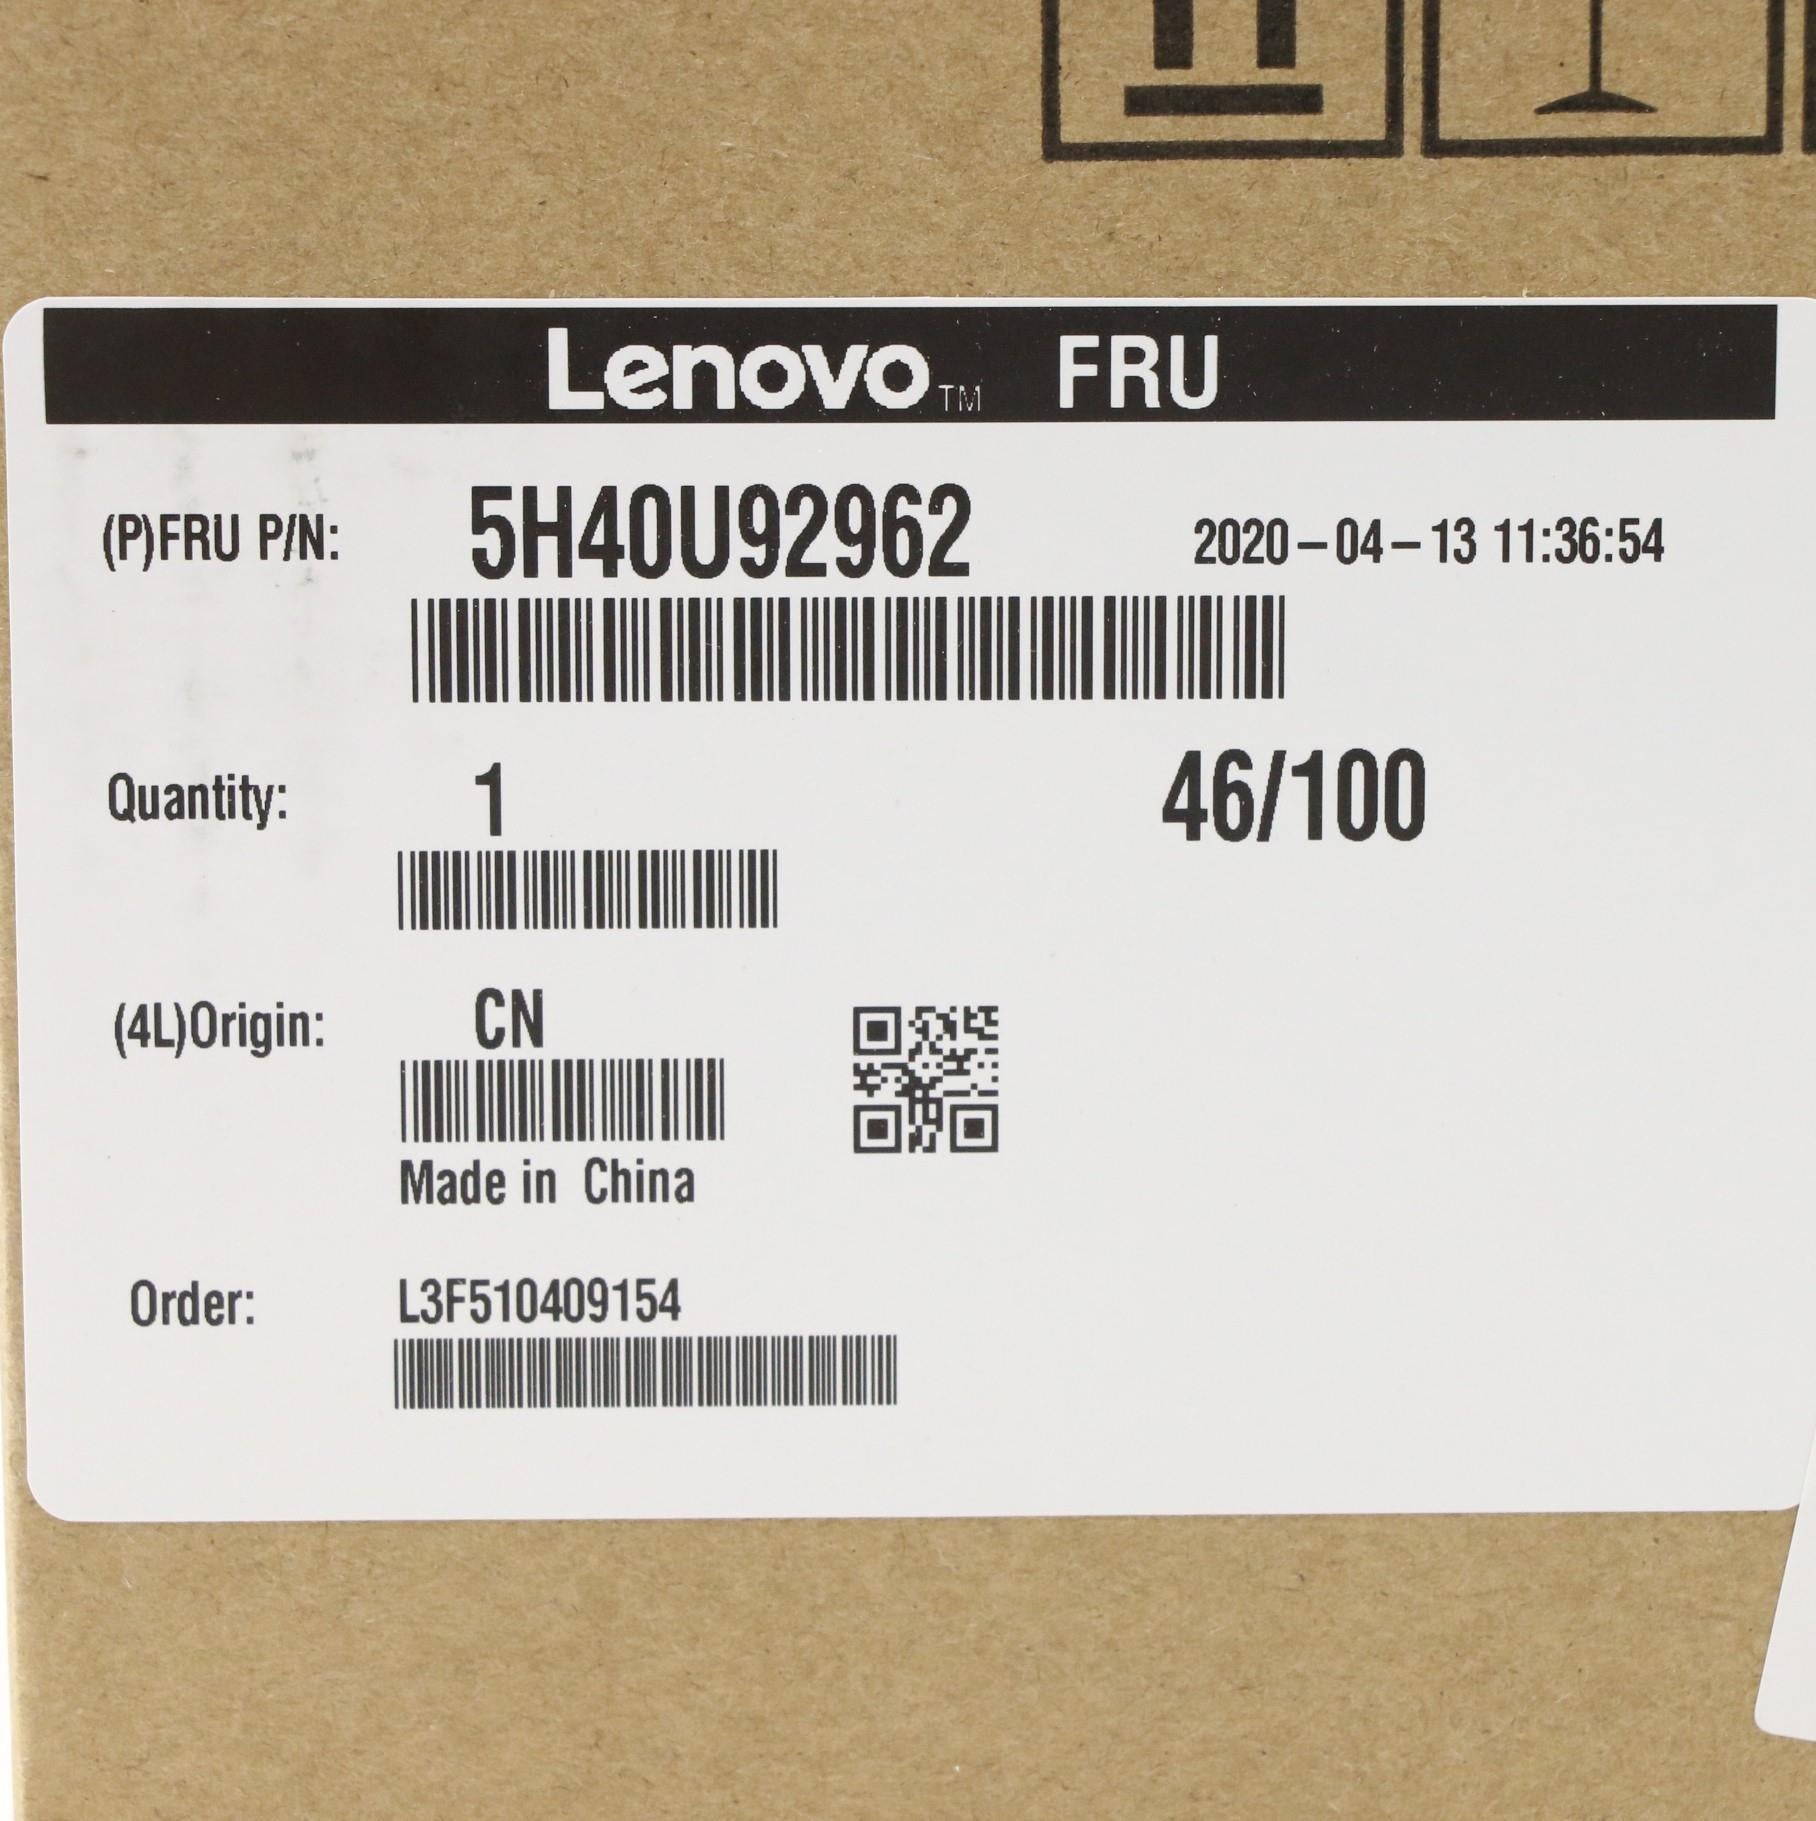 Lenovo™ FRU
(P)FRU P/N: 5H40U92962 2020-04-13 11:36:54
Quantity: 1 46/100
(4L)Origin: CN
Made in China
Order: L3F510409154